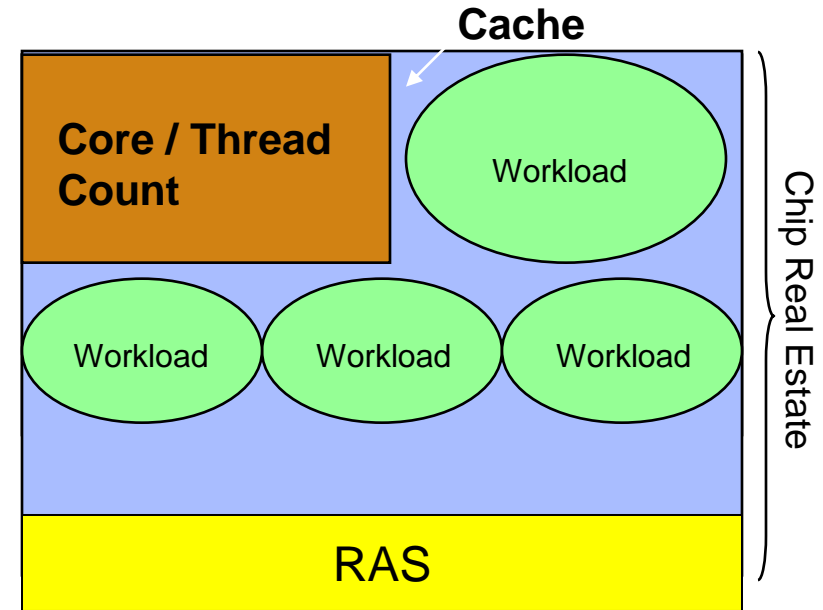 Cache
Core / Thread
Count
Workload
Workload
Workload
Workload
Chip Real Estate
RAS